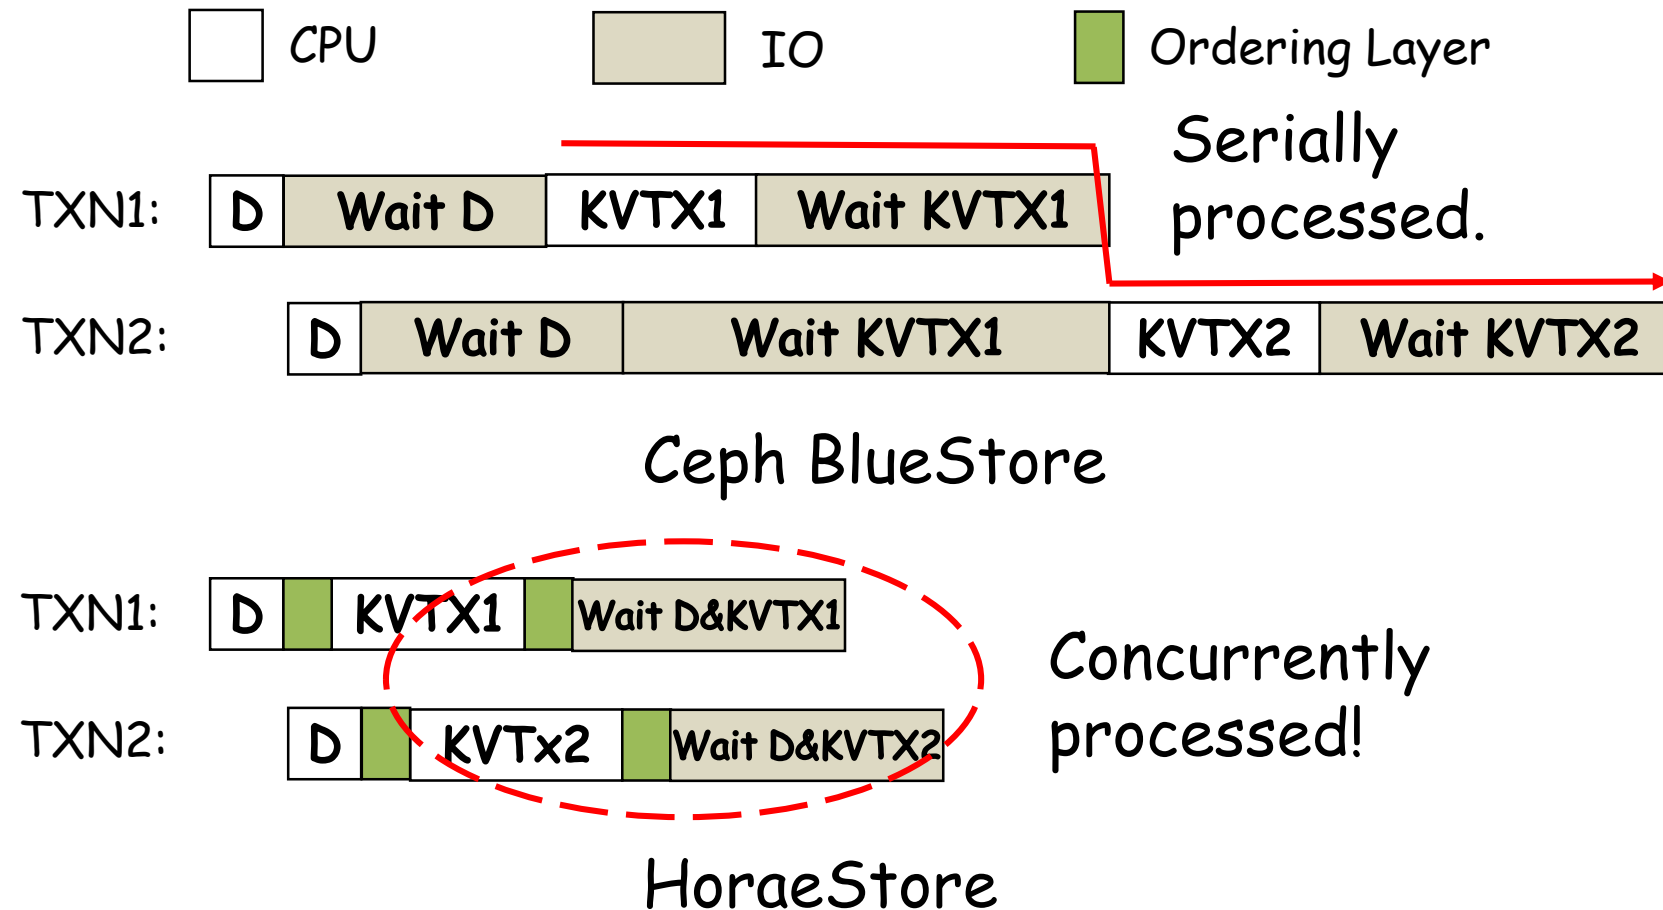 CPU IO Ordering Layer
Serially
processed.
TXN1: D Wait D KVTX1 Wait KVTX1
TXN2: D Wait D Wait KVTX1 KVTX2 Wait KVTX2
Ceph BlueStore
TXN1: D KVTX1 Wait D&KVTX1
TXN2: D KVTx2 Wait D&KVTX2
Concurrently
processed!
HoraeStore